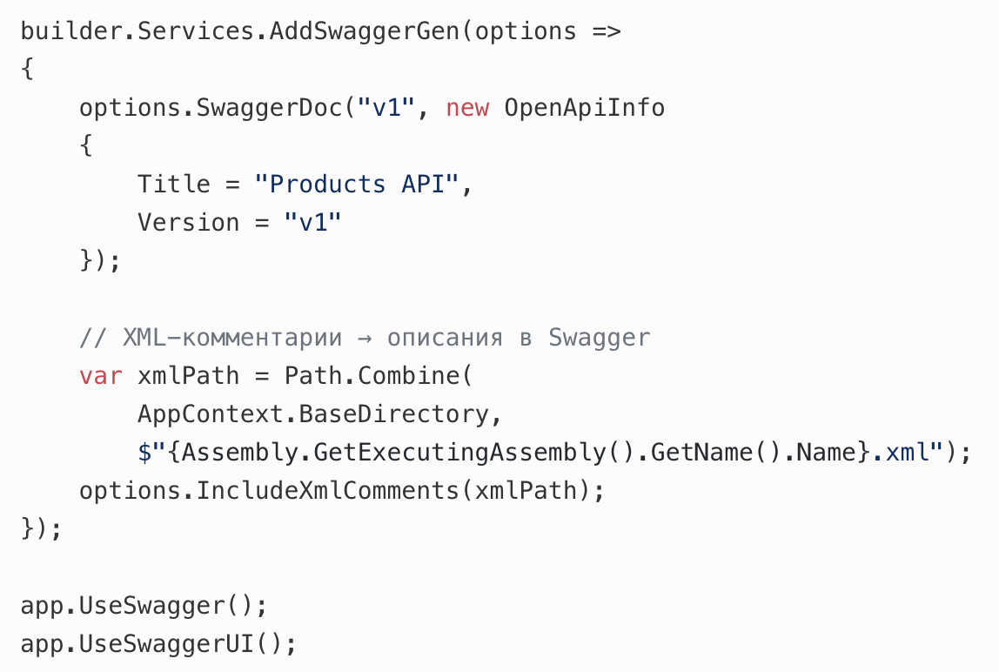 builder.Services.AddSwaggerGen(options =>
{
    options.SwaggerDoc("v1", new OpenApiInfo
    {
        Title = "Products API",
        Version = "v1"
    });

    // XML-комментарии → описания в Swagger
    var xmlPath = Path.Combine(
        AppContext.BaseDirectory,
        $"{Assembly.GetExecutingAssembly().GetName().Name}.xml");
    options.IncludeXmlComments(xmlPath);
});

app.UseSwagger();
app.UseSwaggerUI();